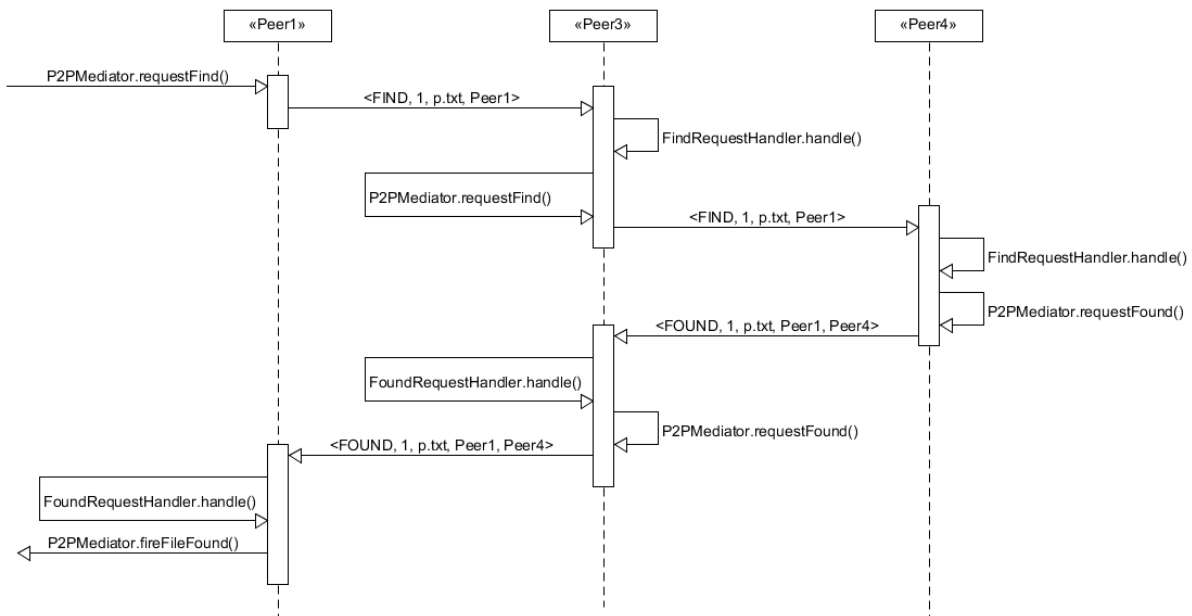 «Peer1»
«Peer3»
«Peer4»
P2PMediator.requestFind()
<FIND, 1, p.txt, Peer1>
FindRequestHandler.handle()
P2PMediator.requestFind()
<FIND, 1, p.txt, Peer1>
FindRequestHandler.handle()
P2PMediator.requestFound()
<FOUND, 1, p.txt, Peer1, Peer4>
FoundRequestHandler.handle()
P2PMediator.requestFound()
<FOUND, 1, p.txt, Peer1, Peer4>
FoundRequestHandler.handle()
P2PMediator.fireFileFound()